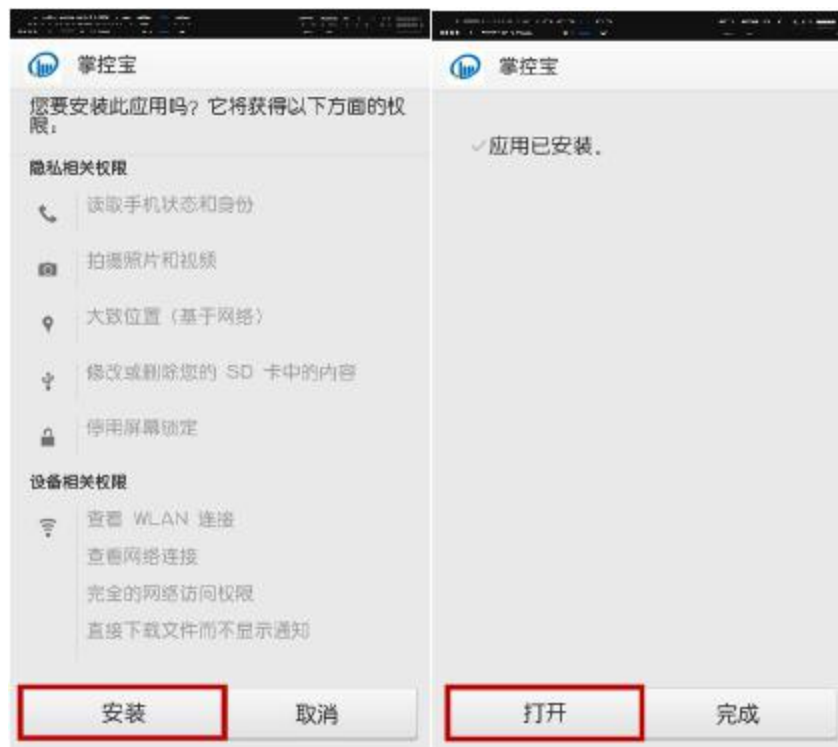 掌控宝
您要安装此应用吗？它将获得以下方面的权
限：
隐私相关权限
读取手机状态和身份
拍摄照片和视频
大致位置（基于网络）
修改或删除您的 SD 卡中的内容
停用屏幕锁定
设备相关权限
查看 WLAN 连接
查看网络连接
完全的网络访问权限
直接下载文件而不显示通知
安装
取消
掌控宝
应用已安装。
打开
完成